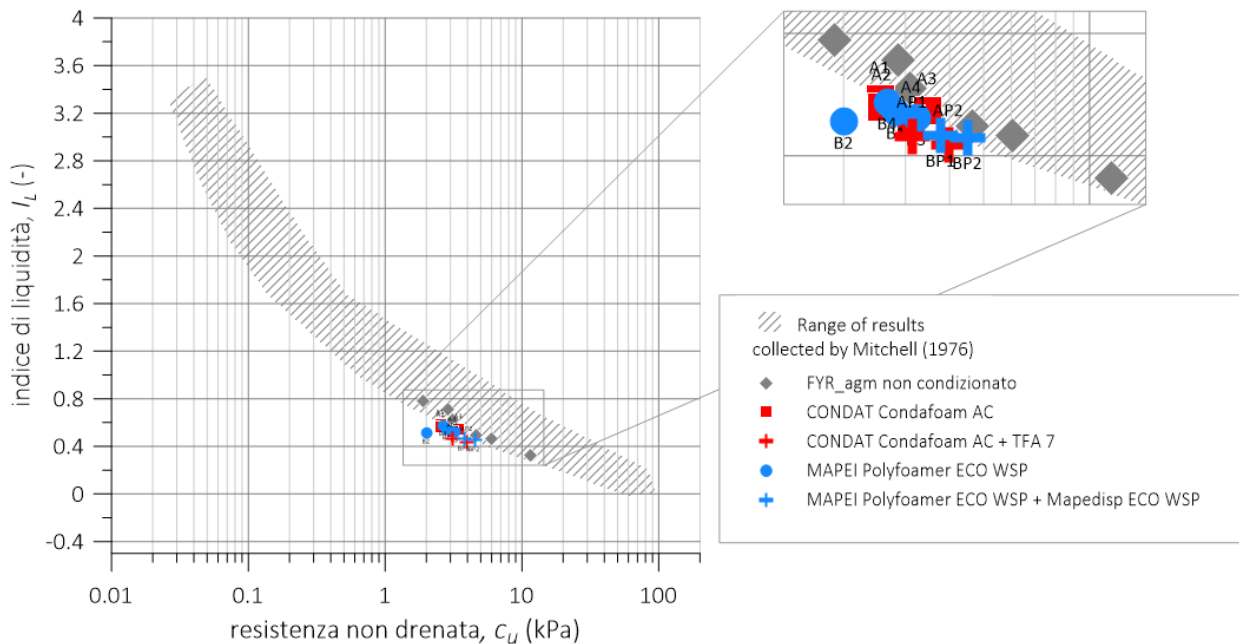 4
3.6
3.2
2.8
2.4
2
1.6
1.2
0.8
0.4
0
-0.4
indice di liquidità, I_L (-)
0.01
0.1
1
10
100
resistenza non drenata, c_u (kPa)
A1
A2
A3
A4
AP1
AP2
B4
B2
BP1
BP2
Range of results
collected by Mitchell (1976)
FYR_agm non condizionato
CONDAT Condafoam AC
CONDAT Condafoam AC + TFA 7
MAPEI Polyfoamer ECO WSP
MAPEI Polyfoamer ECO WSP + Mapedisp ECO WSP